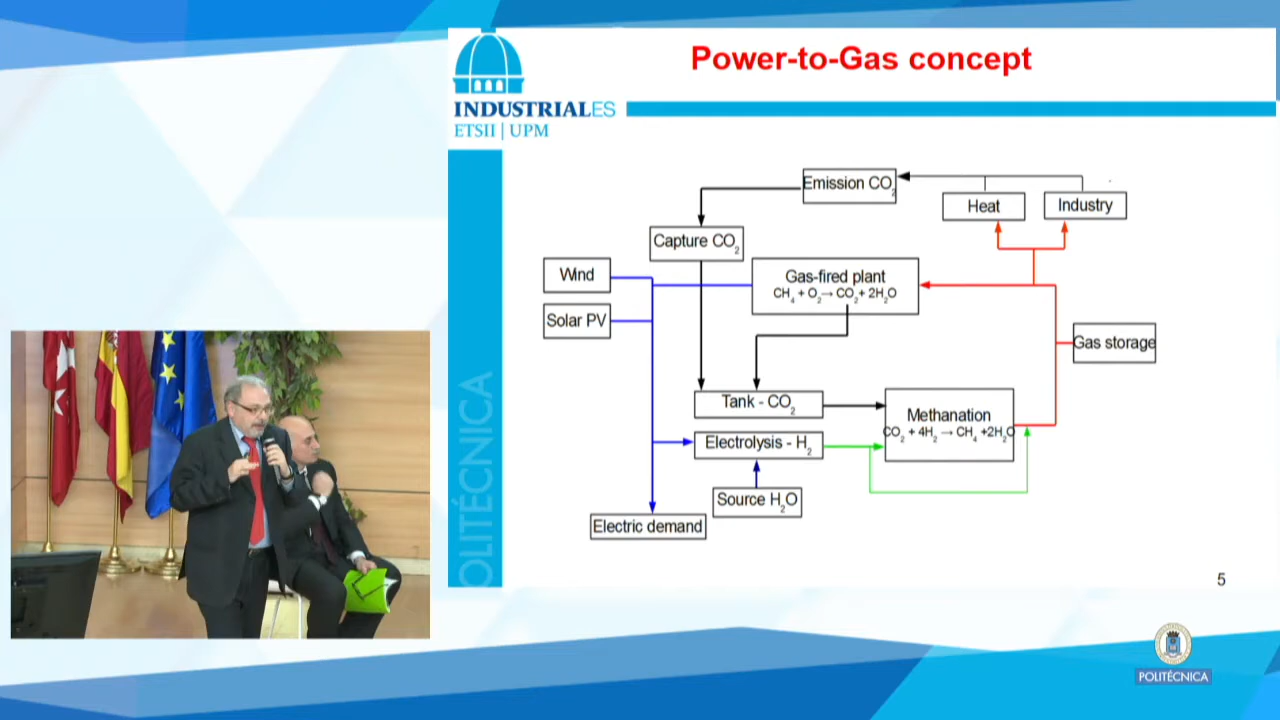 Power-to-Gas concept
INDUSTRIALES
ETSII | UPM
Emission CO₂
Heat
Industry
Capture CO₂
Wind
Gas-fired plant
CH₄ + O₂ → CO₂ + 2H₂O
Solar PV
Gas storage
Tank - CO₂
Methanation
CO₂ + 4H₂ → CH₄ +2H₂O
Electrolysis - H₂
Source H₂O
Electric demand
OLITÉCNICA
5
POLITÉCNICA